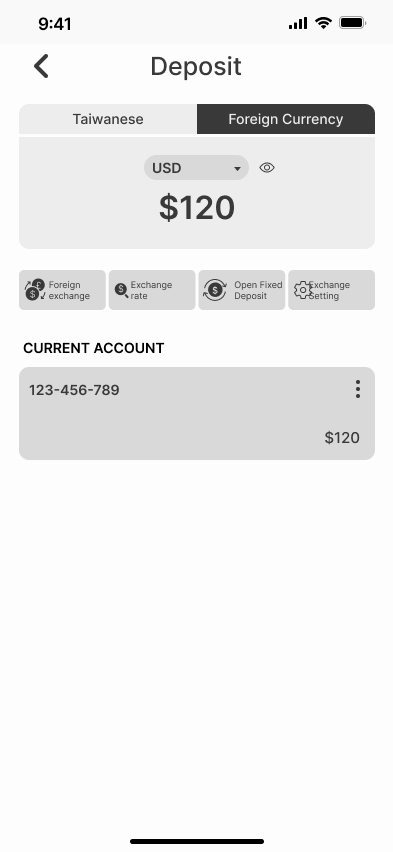 9:41
Deposit
Taiwanese
Foreign Currency
USD
$120
Foreign
exchange
Exchange
rate
Open Fixed
Deposit
Exchange
Setting
CURRENT ACCOUNT
123-456-789
$120